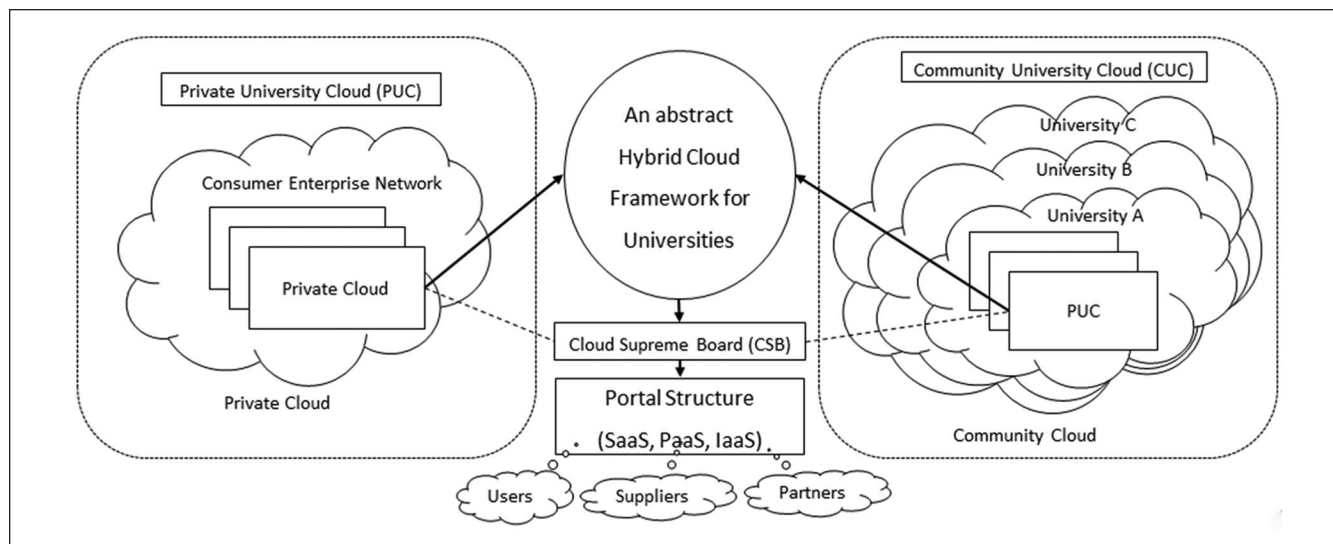 Private University Cloud (PUC)
Consumer Enterprise Network
Private Cloud
Private Cloud
An abstract
Hybrid Cloud
Framework for
Universities
Cloud Supreme Board (CSB)
Portal Structure
(SaaS, PaaS, IaaS)
Users
Suppliers
Partners
Community University Cloud (CUC)
University C
University B
University A
PUC
Community Cloud